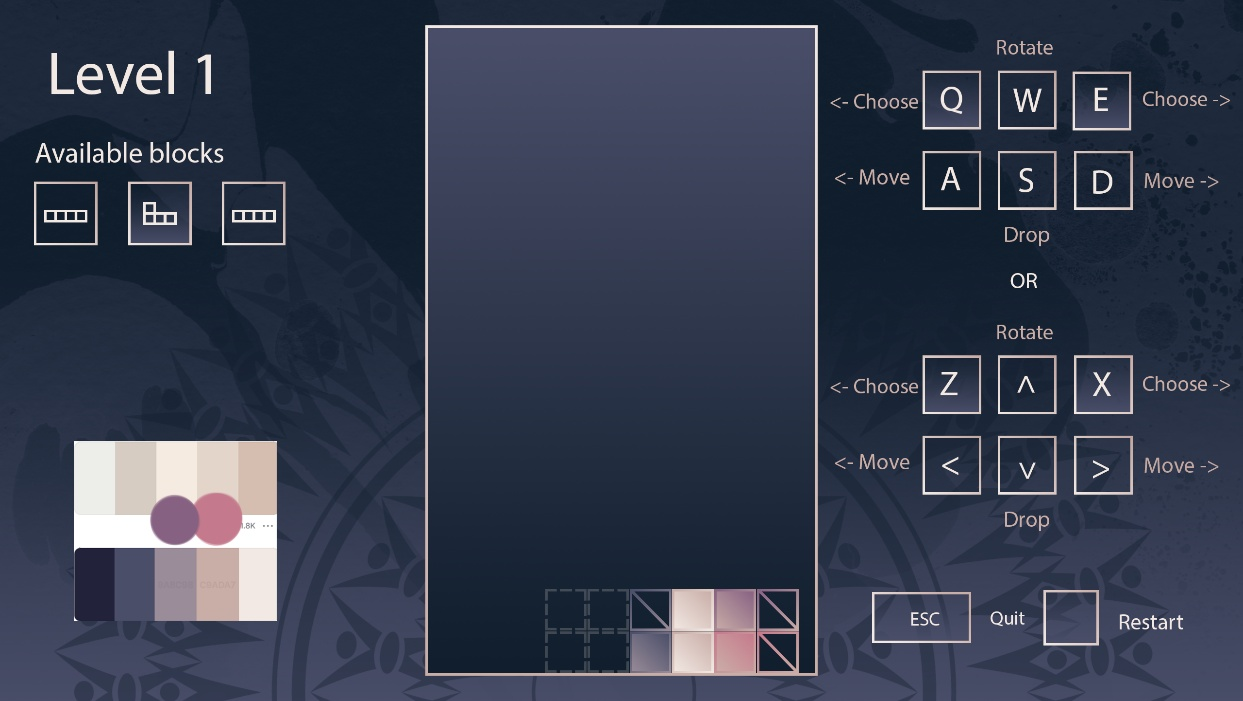 Level 1
Available blocks
Rotate
<- Choose Q W E Choose ->
<- Move A S D Move ->
Drop
OR
Rotate
<- Choose Z ^ X Choose ->
<- Move < v > Move ->
Drop
.8K ...
ESC Quit Restart